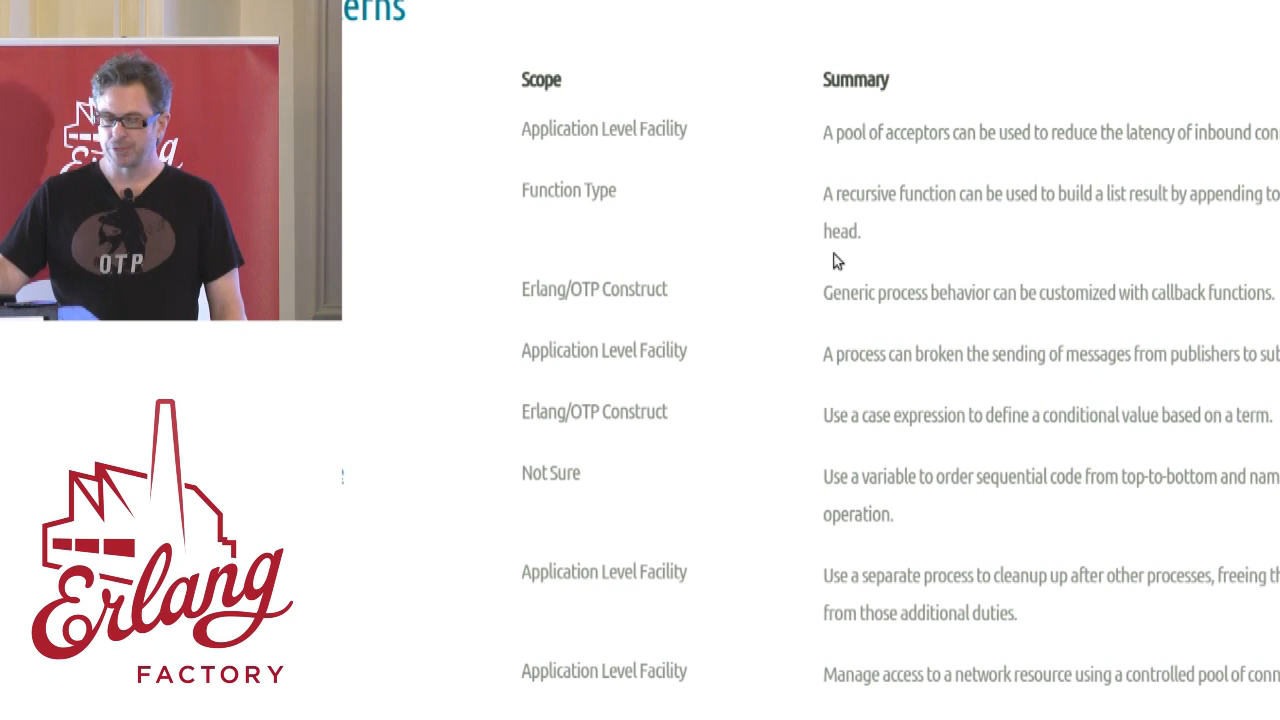 erns
Scope Summary
Application Level Facility A pool of acceptors can be used to reduce the latency of inbound con
Function Type A recursive function can be used to build a list result by appending to
head.
Erlang/OTP Construct Generic process behavior can be customized with callback functions.
Application Level Facility A process can broken the sending of messages from publishers to sub
Erlang/OTP Construct Use a case expression to define a conditional value based on a term.
Not Sure Use a variable to order sequential code from top-to-bottom and nam
operation.
Application Level Facility Use a separate process to cleanup up after other processes, freeing th
from those additional duties.
Application Level Facility Manage access to a network resource using a controlled pool of conn
OTP
Erlang
FACTORY